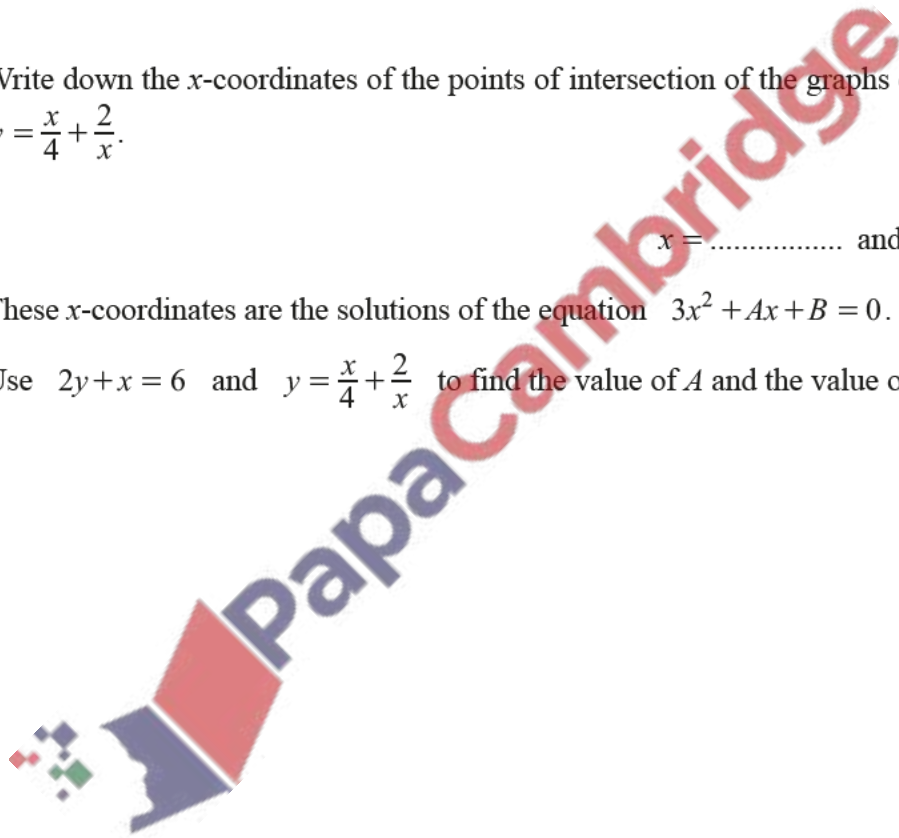 Write down the x-coordinates of the points of intersection of the graphs
y = x/4 + 2/x.
x = ................. and
These x-coordinates are the solutions of the equation 3x² + Ax + B = 0.
Use 2y + x = 6 and y = x/4 + 2/x to find the value of A and the value o
PapaCambridge